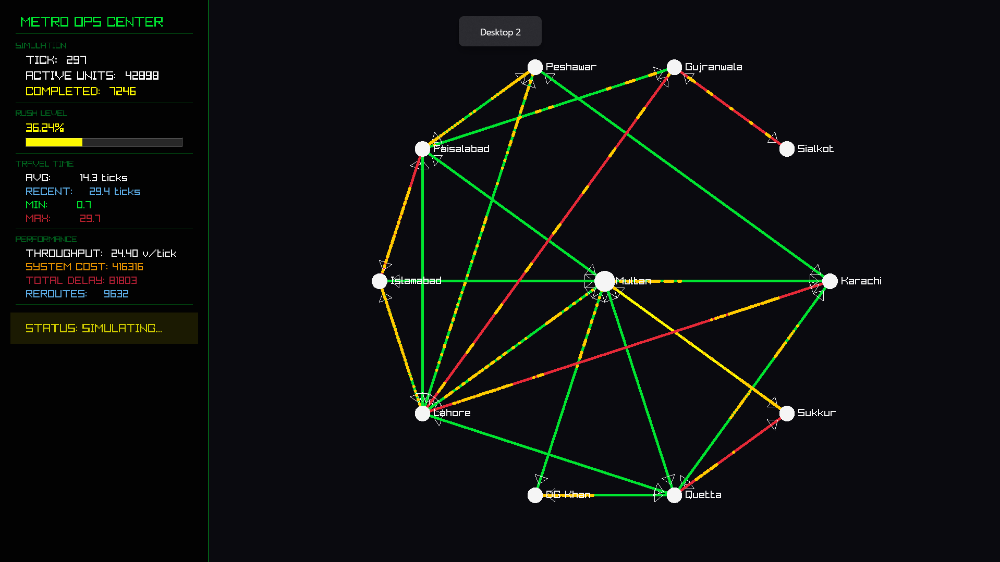 METRO OPS CENTER
SIMULATION
TICK: 297
ACTIVE UNITS: 42898
COMPLETED: 7246
RUSH LEVEL
36.24%
TRAVEL TIME
AVG: 14.3 ticks
RECENT: 29.4 ticks
MIN: 0.7
MAX: 29.7
PERFORMANCE
THROUGHPUT: 24.40 v/tick
SYSTEM COST: 416316
TOTAL DELAY: 81803
REROUTES: 9632
STATUS: SIMULATING...
Desktop 2
Peshawar
Gujranwala
Faisalabad
Sialkot
Islamabad
Multan
Karachi
Lahore
Sukkur
DG Khan
Quetta